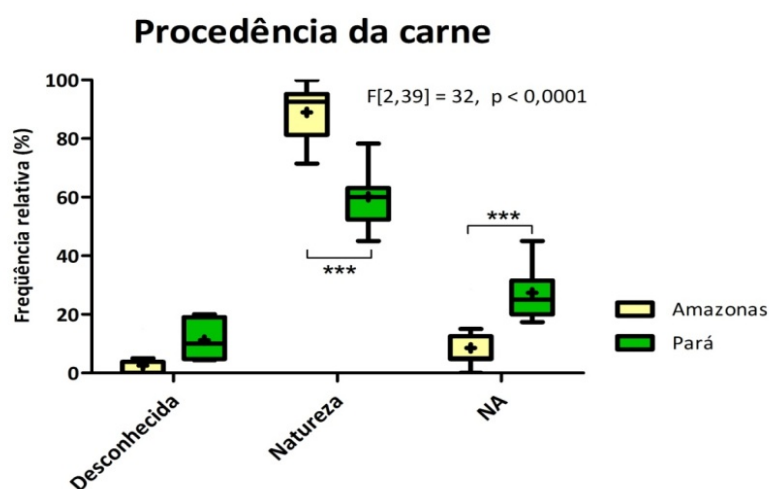 Procedência da carne
F[2,39] = 32, p < 0,0001
Freqüência relativa (%)
100
80
60
40
20
0
***
***
Desconhecida
Natureza
NA
Amazonas
Pará